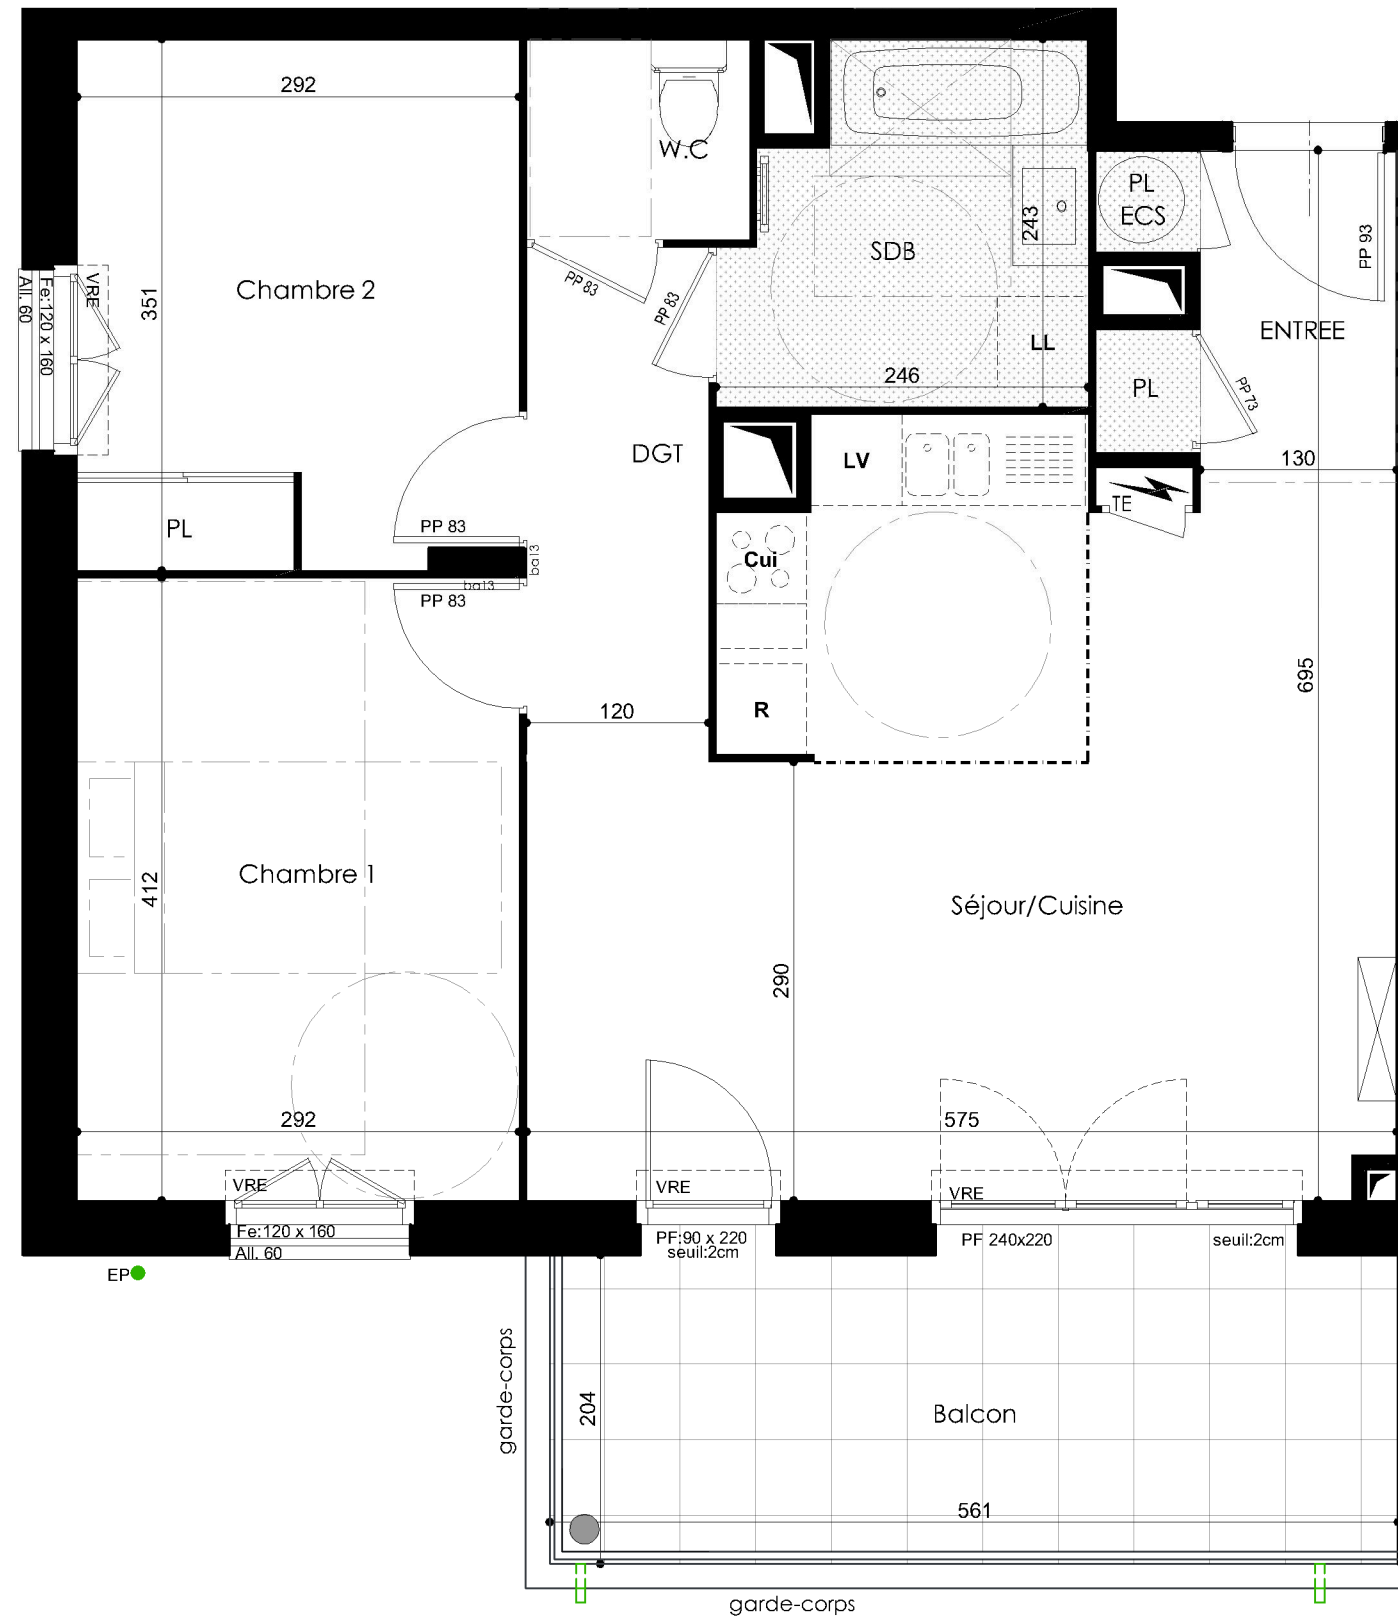 292
W.C
PL
ECS
243
PP 93
SDB
PP 83
PP 83
Chambre 2
351
VRE
Fe:120 x 160
All. 60
ENTREE
LL
246
PL
PP 73
DGT
LV
130
TE
PL
PP 83
ba13
Cui
ba13
PP 83
695
R
120
Chambre 1
412
Séjour/Cuisine
290
292
575
VRE
VRE
VRE
Fe:120 x 160
All. 60
PF:90 x 220
seuil:2cm
PF 240x220
seuil:2cm
EP
garde-corps
204
Balcon
561
garde-corps